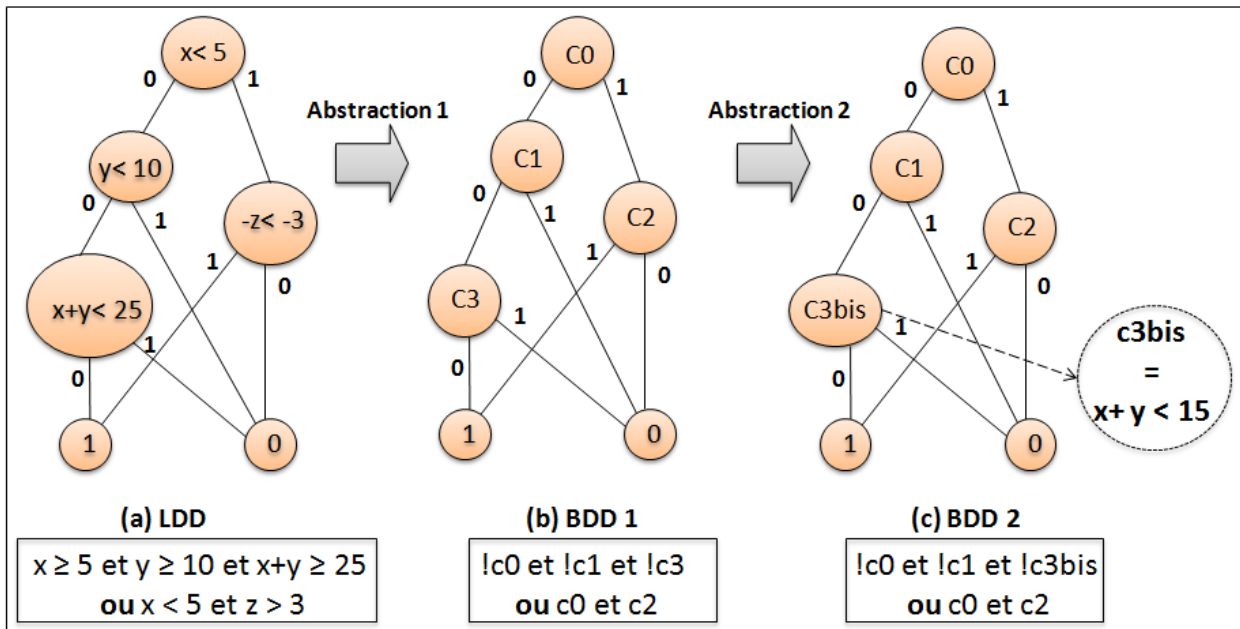 x< 5
0
1
y< 10
0
1
-z< -3
1
0
x+y< 25
1
0
1
0
Abstraction 1
C0
0
1
C1
0
1
C2
1
0
C3
1
0
1
0
Abstraction 2
C0
0
1
C1
0
1
C2
1
0
C3bis
1
0
1
0
c3bis
=
x+ y < 15
(a) LDD
x ≥ 5 et y ≥ 10 et x+y ≥ 25
ou x < 5 et z > 3
(b) BDD 1
!c0 et !c1 et !c3
ou c0 et c2
(c) BDD 2
!c0 et !c1 et !c3bis
ou c0 et c2